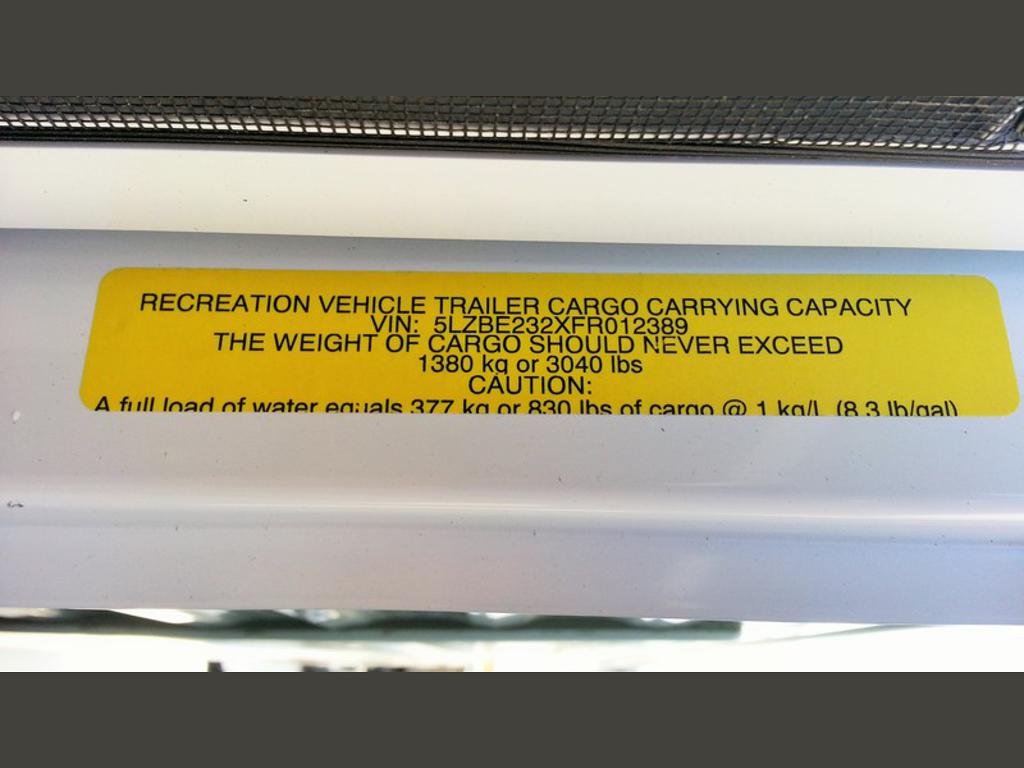 RECREATION VEHICLE TRAILER CARGO CARRYING CAPACITY
VIN: 5LZBE232XFR012389
THE WEIGHT OF CARGO SHOULD NEVER EXCEED
1380 kg or 3040 lbs
CAUTION:
A full load of water equals 377 kg or 830 lbs of cargo @ 1 kg/L (8.3 lb/gal)